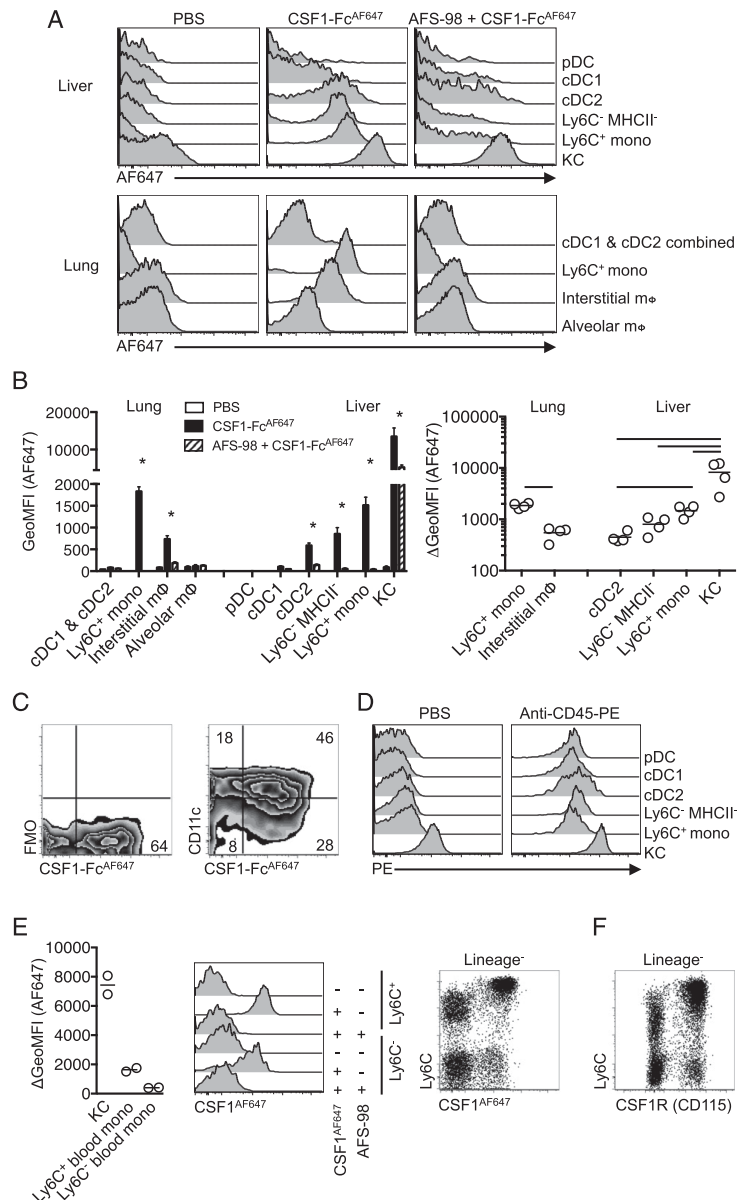 A
PBS
CSF1-Fc^AF647
AFS-98 + CSF1-Fc^AF647
Liver
pDC
cDC1
cDC2
Ly6C⁻ MHCII⁻
Ly6C⁺ mono
KC
AF647
Lung
cDC1 & cDC2 combined
Ly6C⁺ mono
Interstitial mΦ
Alveolar mΦ
AF647
B
Lung
Liver
PBS
CSF1-Fc^AF647
AFS-98 + CSF1-Fc^AF647
GeoMFI (AF647)
20000
10000
2000
1500
1000
500
0
*
*
*
*
*
*
cDC1 & cDC2
Ly6C⁺ mono
Interstitial mΦ
Alveolar mΦ
pDC
cDC1
cDC2
Ly6C⁻ MHCII⁻
Ly6C⁺ mono
KC
Lung
Liver
ΔGeoMFI (AF647)
100000
10000
1000
100
Ly6C⁺ mono
Interstitial mΦ
cDC2
Ly6C⁻ MHCII⁻
Ly6C⁺ mono
KC
C
FMO
64
CSF1-Fc^AF647
CD11c
18
46
8
28
CSF1-Fc^AF647
D
PBS
Anti-CD45-PE
pDC
cDC1
cDC2
Ly6C⁻ MHCII⁻
Ly6C⁺ mono
KC
PE
E
ΔGeoMFI (AF647)
10000
8000
6000
4000
2000
0
KC
Ly6C⁺ blood mono
Ly6C⁻ blood mono
CSF1^AF647
- -
+ -
+ +
- -
+ -
+ +
CSF1^AF647
AFS-98
Ly6C⁺
Ly6C⁻
Lineage⁻
Ly6C
CSF1^AF647
F
Lineage⁻
Ly6C
CSF1R (CD115)